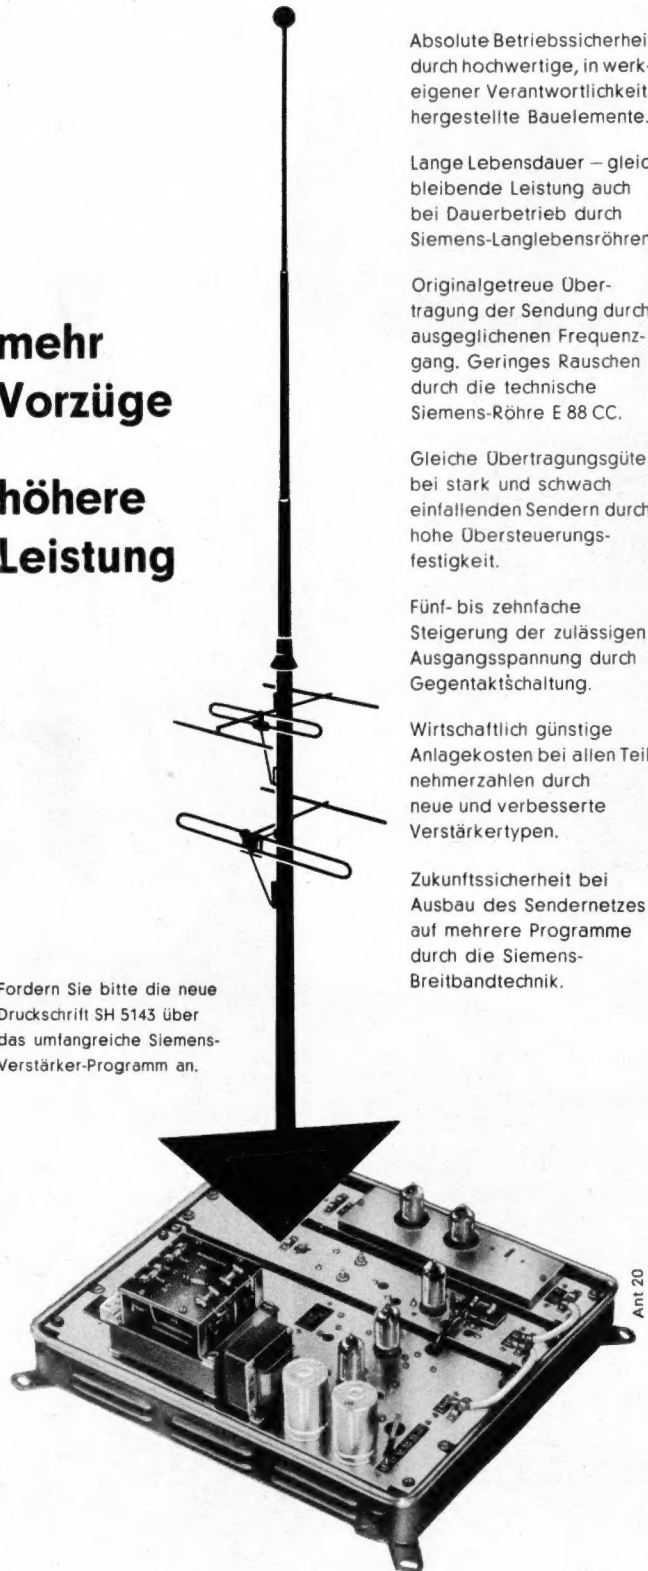 mehr
Vorzüge
höhere
Leistung
Absolute Betriebssicherhei
durch hochwertige, in werk-
eigener Verantwortlichkeit
hergestellte Bauelemente.
Lange Lebensdauer – gleic
bleibende Leistung auch
bei Dauerbetrieb durch
Siemens-Langlebensröhren
Originalgetreue Über-
tragung der Sendung durch
ausgeglichenen Frequenz-
gang. Geringes Rauschen
durch die technische
Siemens-Röhre E 88 CC.
Gleiche Übertragungsgüte
bei stark und schwach
einfallenden Sendern durch
hohe Übersteuerungs-
festigkeit.
Fünf- bis zehnfache
Steigerung der zulässigen
Ausgangsspannung durch
Gegentaktschaltung.
Wirtschaftlich günstige
Anlagekosten bei allen Teil
nehmerzahlen durch
neue und verbesserte
Verstärkertypen.
Zukunftssicherheit bei
Ausbau des Sendernetzes
auf mehrere Programme
durch die Siemens-
Breitbandtechnik.
Fordern Sie bitte die neue
Druckschrift SH 5143 über
das umfangreiche Siemens-
Verstärker-Programm an.
Ant 20